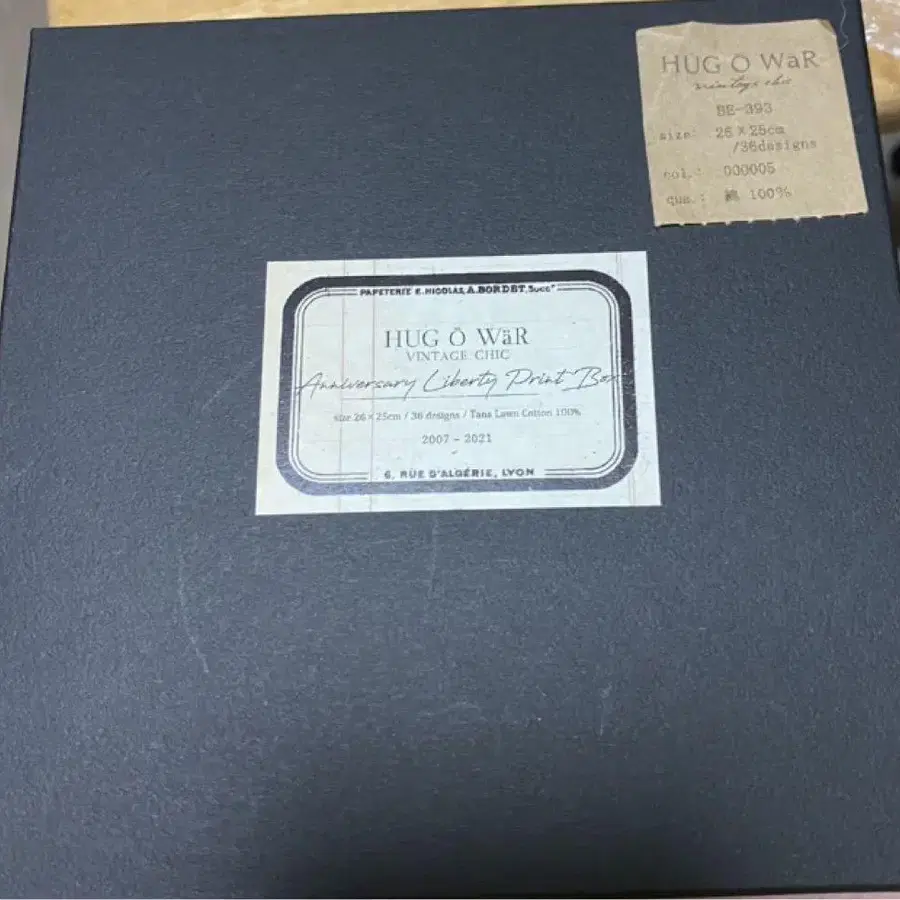 HUG O WaR
vintage chic
BE-393
size: 26 × 25cm
/36designs
col.: 000005
qua.: 綿 100%
PAPETERIE E. NICOLAS, A. BORDET, Succʳ
HUG Ö WäR
VINTAGE CHIC
Anniversary Liberty Print Box
size 26 × 25cm / 36 designs / Tana Lawn Cotton 100%
2007 - 2021
6, RUE D'ALGÉRIE, LYON